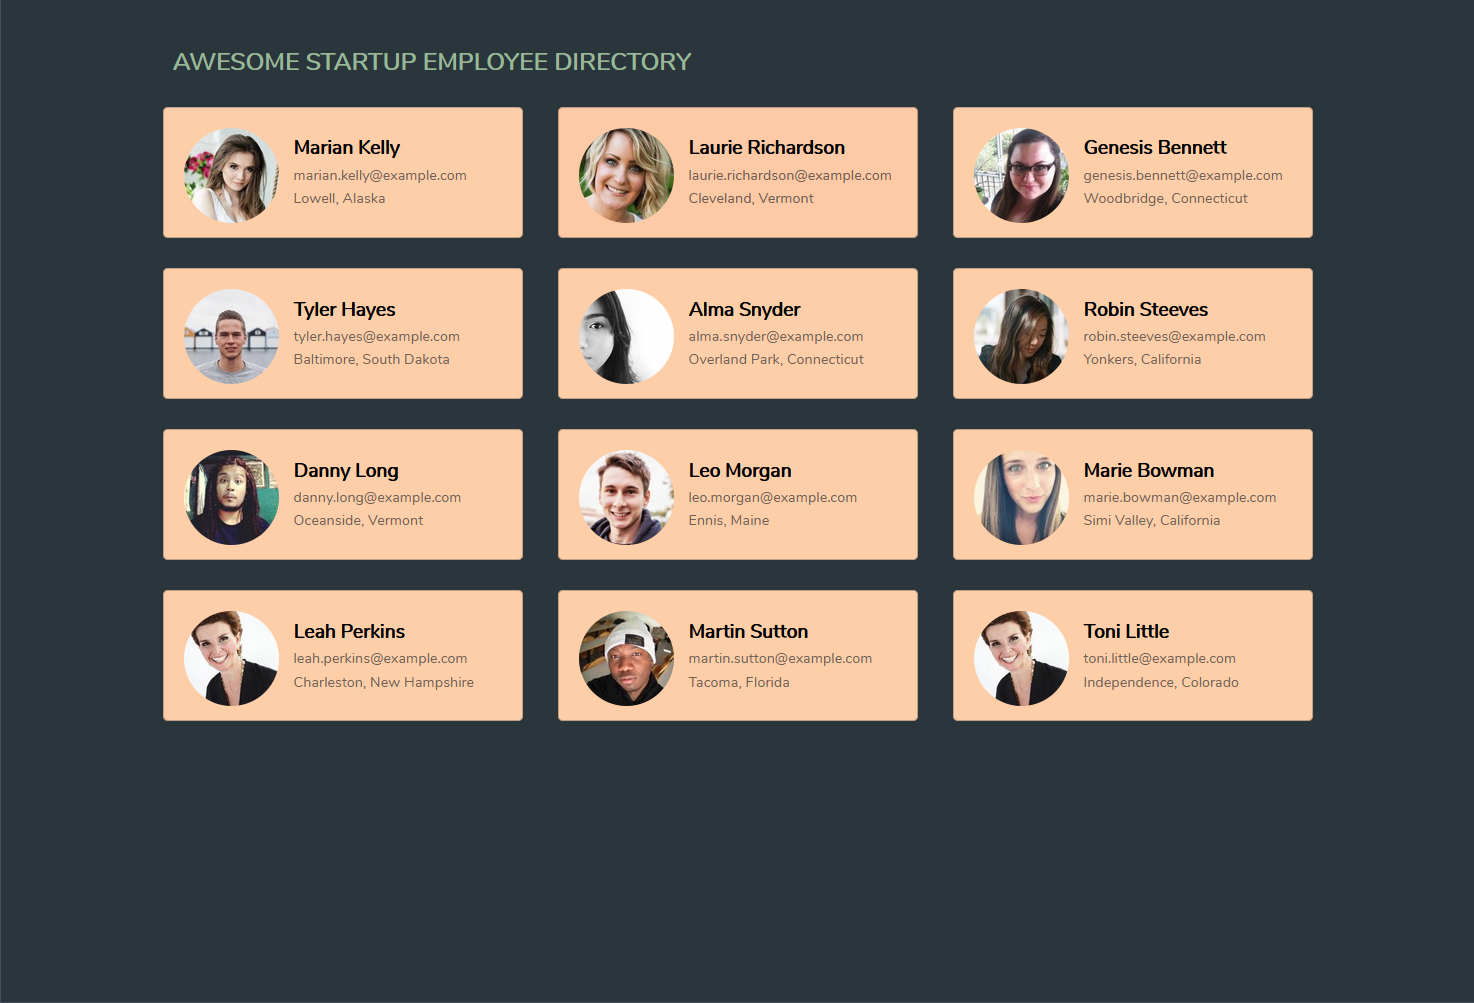 AWESOME STARTUP EMPLOYEE DIRECTORY
Marian Kelly
marian.kelly@example.com
Lowell, Alaska
Laurie Richardson
laurie.richardson@example.com
Cleveland, Vermont
Genesis Bennett
genesis.bennett@example.com
Woodbridge, Connecticut
Tyler Hayes
tyler.hayes@example.com
Baltimore, South Dakota
Alma Snyder
alma.snyder@example.com
Overland Park, Connecticut
Robin Steeves
robin.steeves@example.com
Yonkers, California
Danny Long
danny.long@example.com
Oceanside, Vermont
Leo Morgan
leo.morgan@example.com
Ennis, Maine
Marie Bowman
marie.bowman@example.com
Simi Valley, California
Leah Perkins
leah.perkins@example.com
Charleston, New Hampshire
Martin Sutton
martin.sutton@example.com
Tacoma, Florida
Toni Little
toni.little@example.com
Independence, Colorado